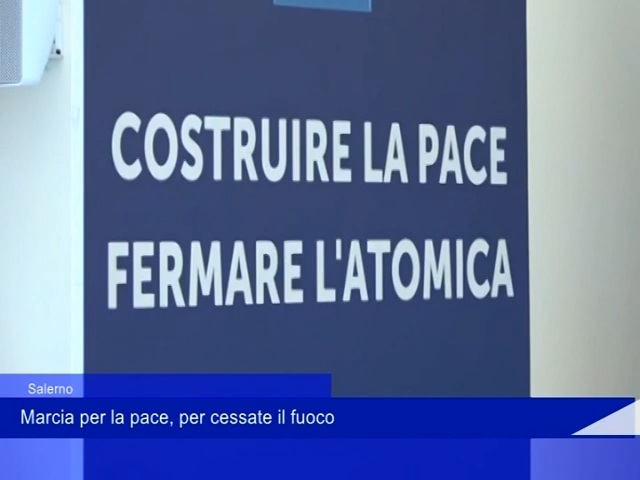 COSTRUIRE LA PACE
FERMARE L'ATOMICA
Salerno
Marcia per la pace, per cessate il fuoco